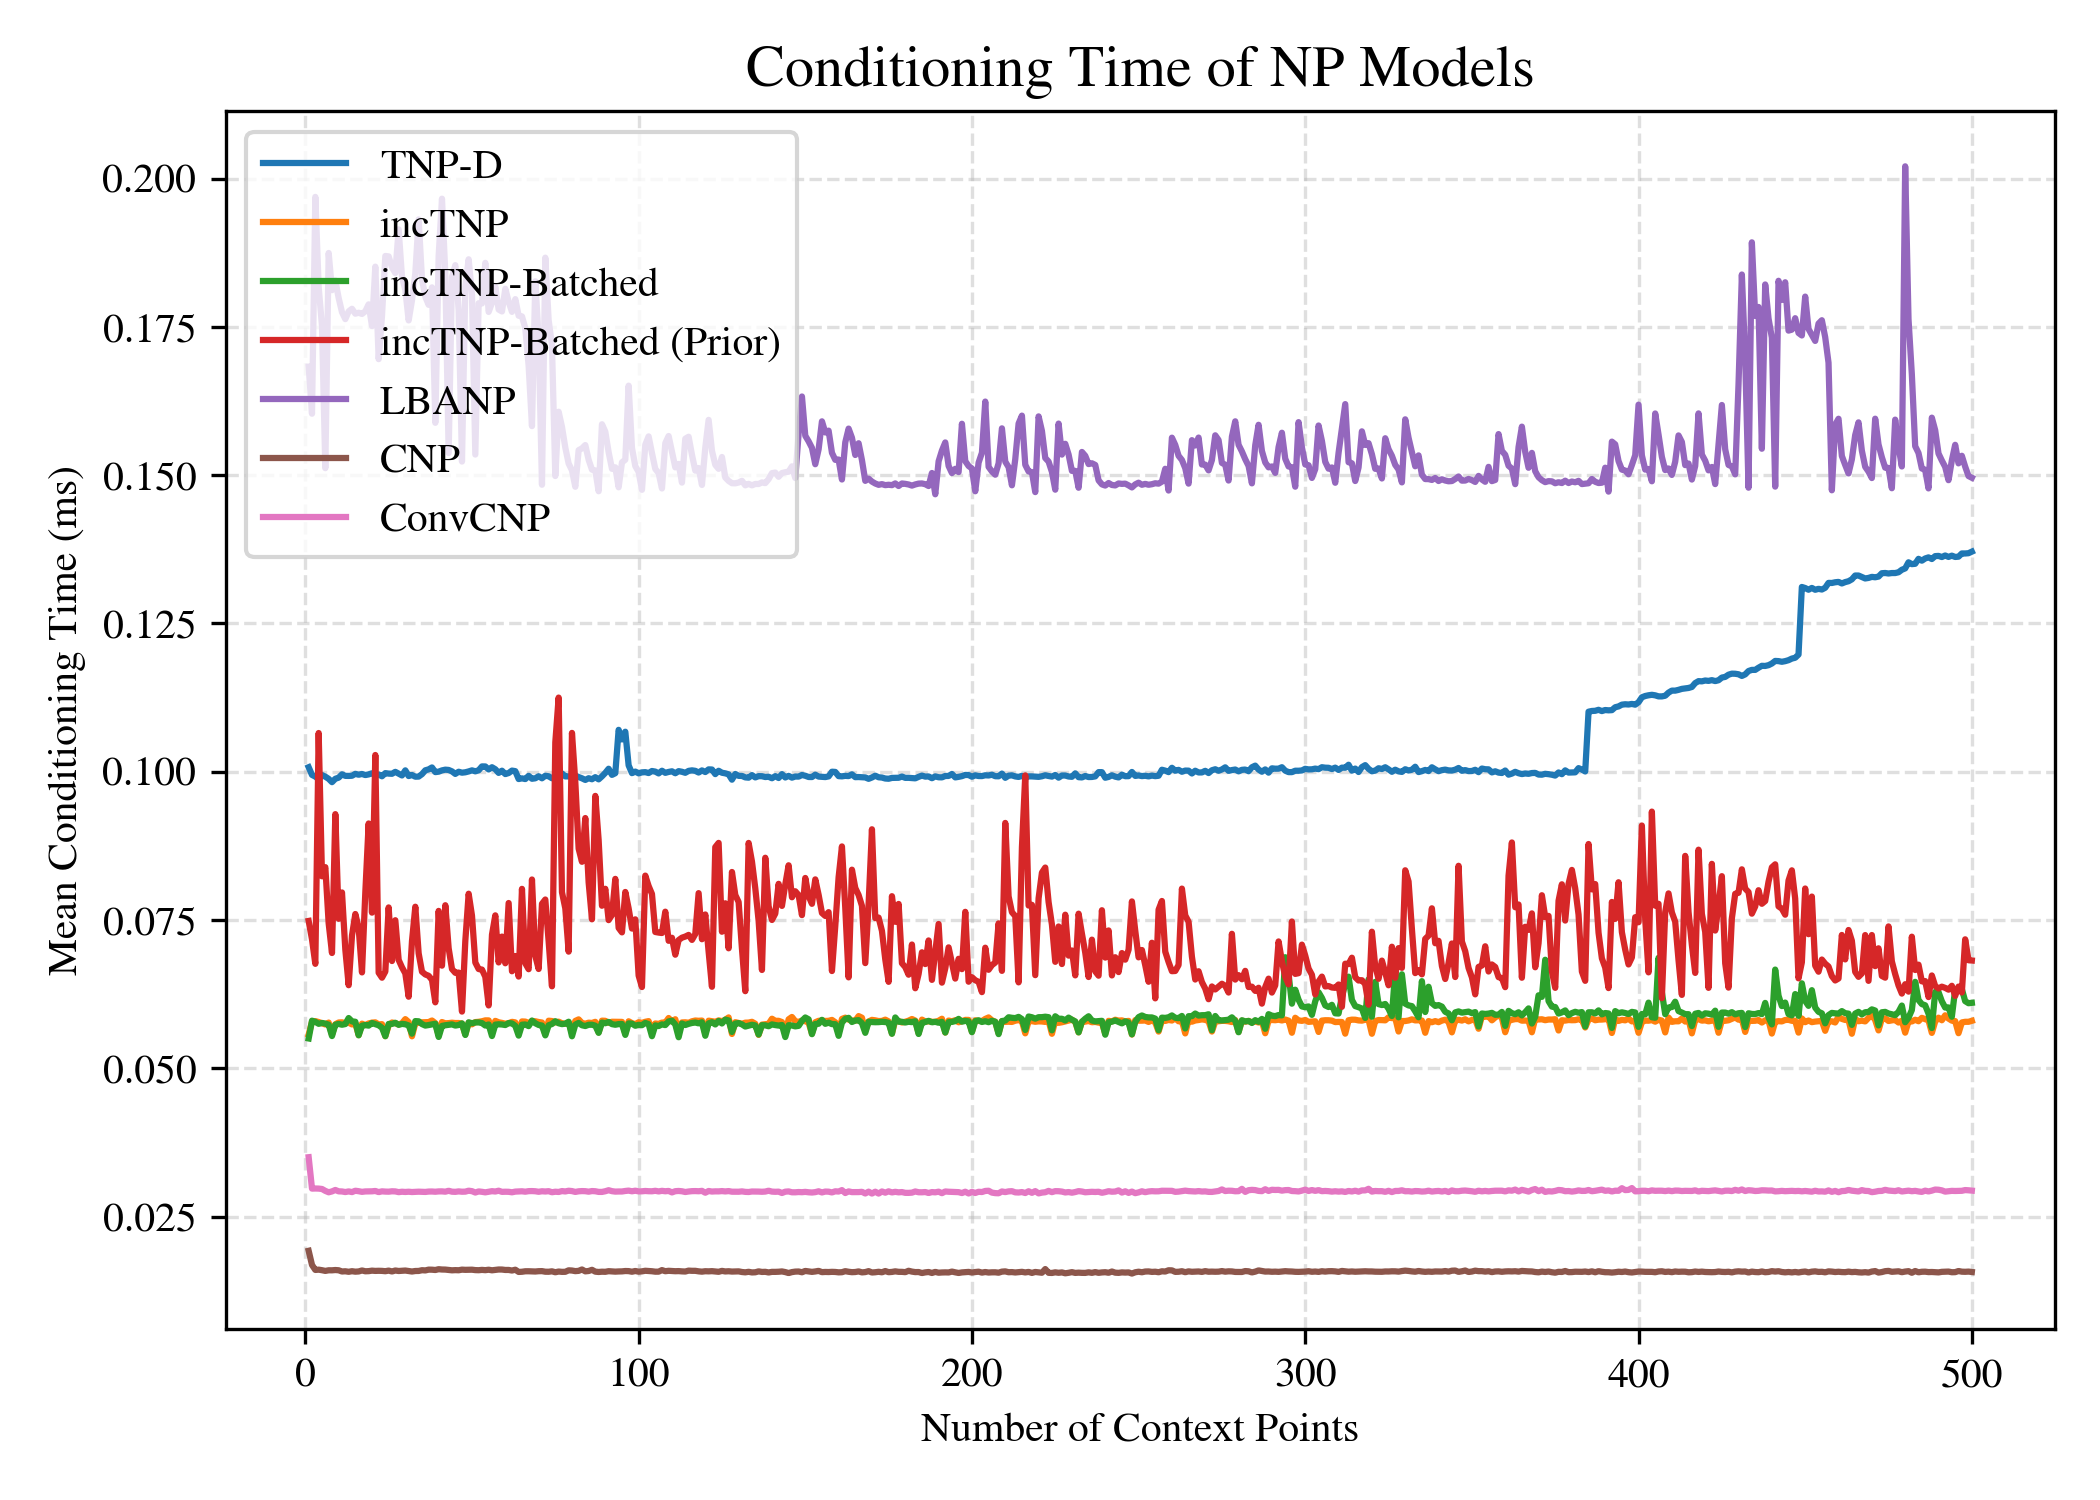 Conditioning Time of NP Models
TNP-D
incTNP
incTNP-Batched
incTNP-Batched (Prior)
LBANP
CNP
ConvCNP
0.200
0.175
0.150
0.125
0.100
0.075
0.050
0.025
Mean Conditioning Time (ms)
0 100 200 300 400 500
Number of Context Points